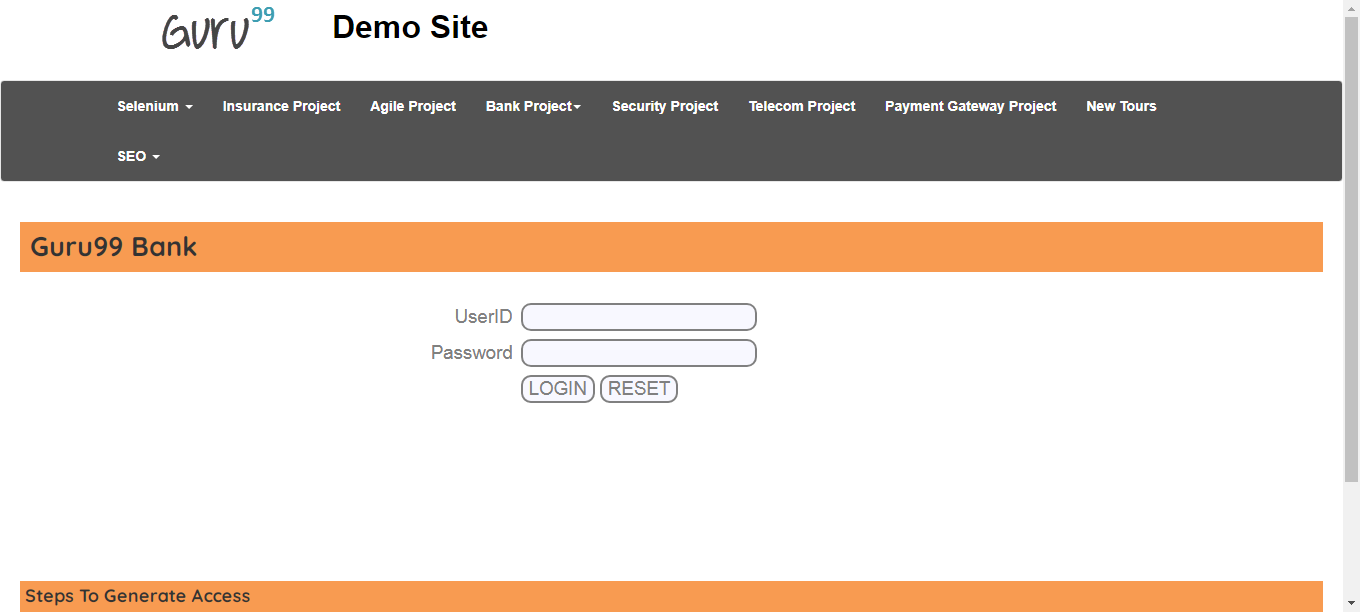 Guru99 Demo Site
Selenium Insurance Project Agile Project Bank Project Security Project Telecom Project Payment Gateway Project New Tours
SEO
Guru99 Bank
UserID
Password
LOGIN RESET
Steps To Generate Access